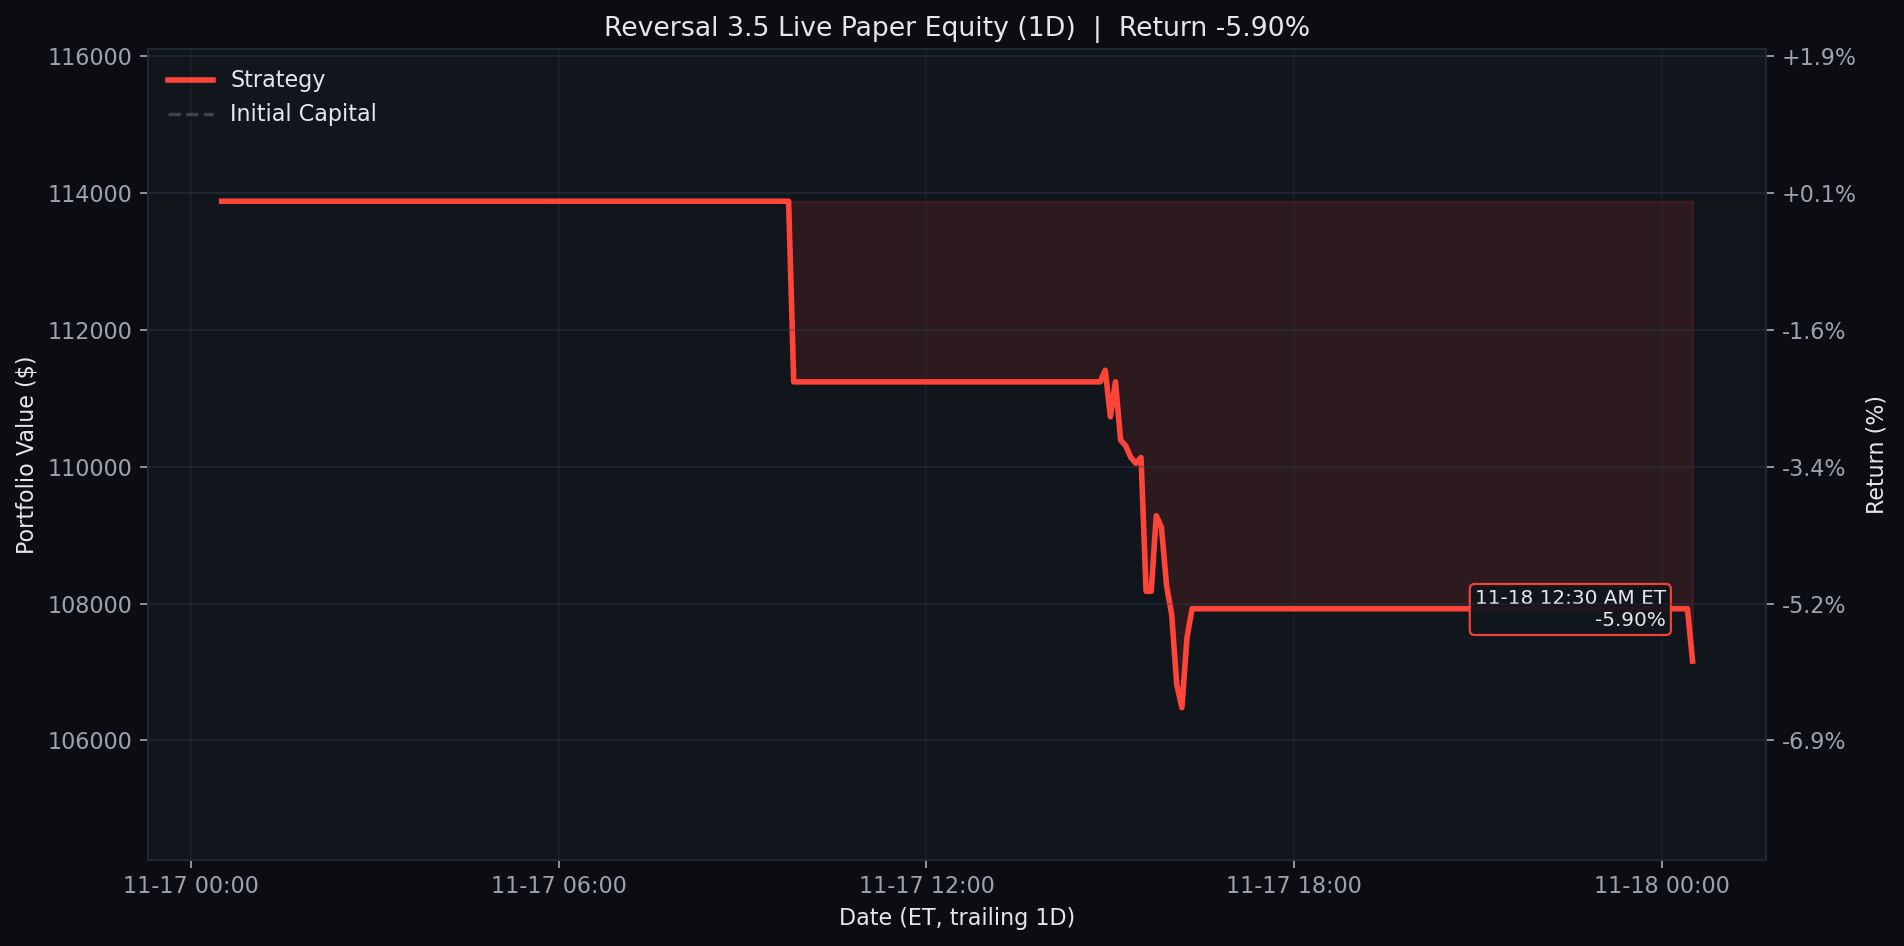 Reversal 3.5 Live Paper Equity (1D) | Return -5.90%
Strategy
Initial Capital
Portfolio Value ($)
116000
114000
112000
110000
108000
106000
+1.9%
+0.1%
-1.6%
-3.4%
-5.2%
-6.9%
Return (%)
11-18 12:30 AM ET
-5.90%
11-17 00:00
11-17 06:00
11-17 12:00
11-17 18:00
11-18 00:00
Date (ET, trailing 1D)